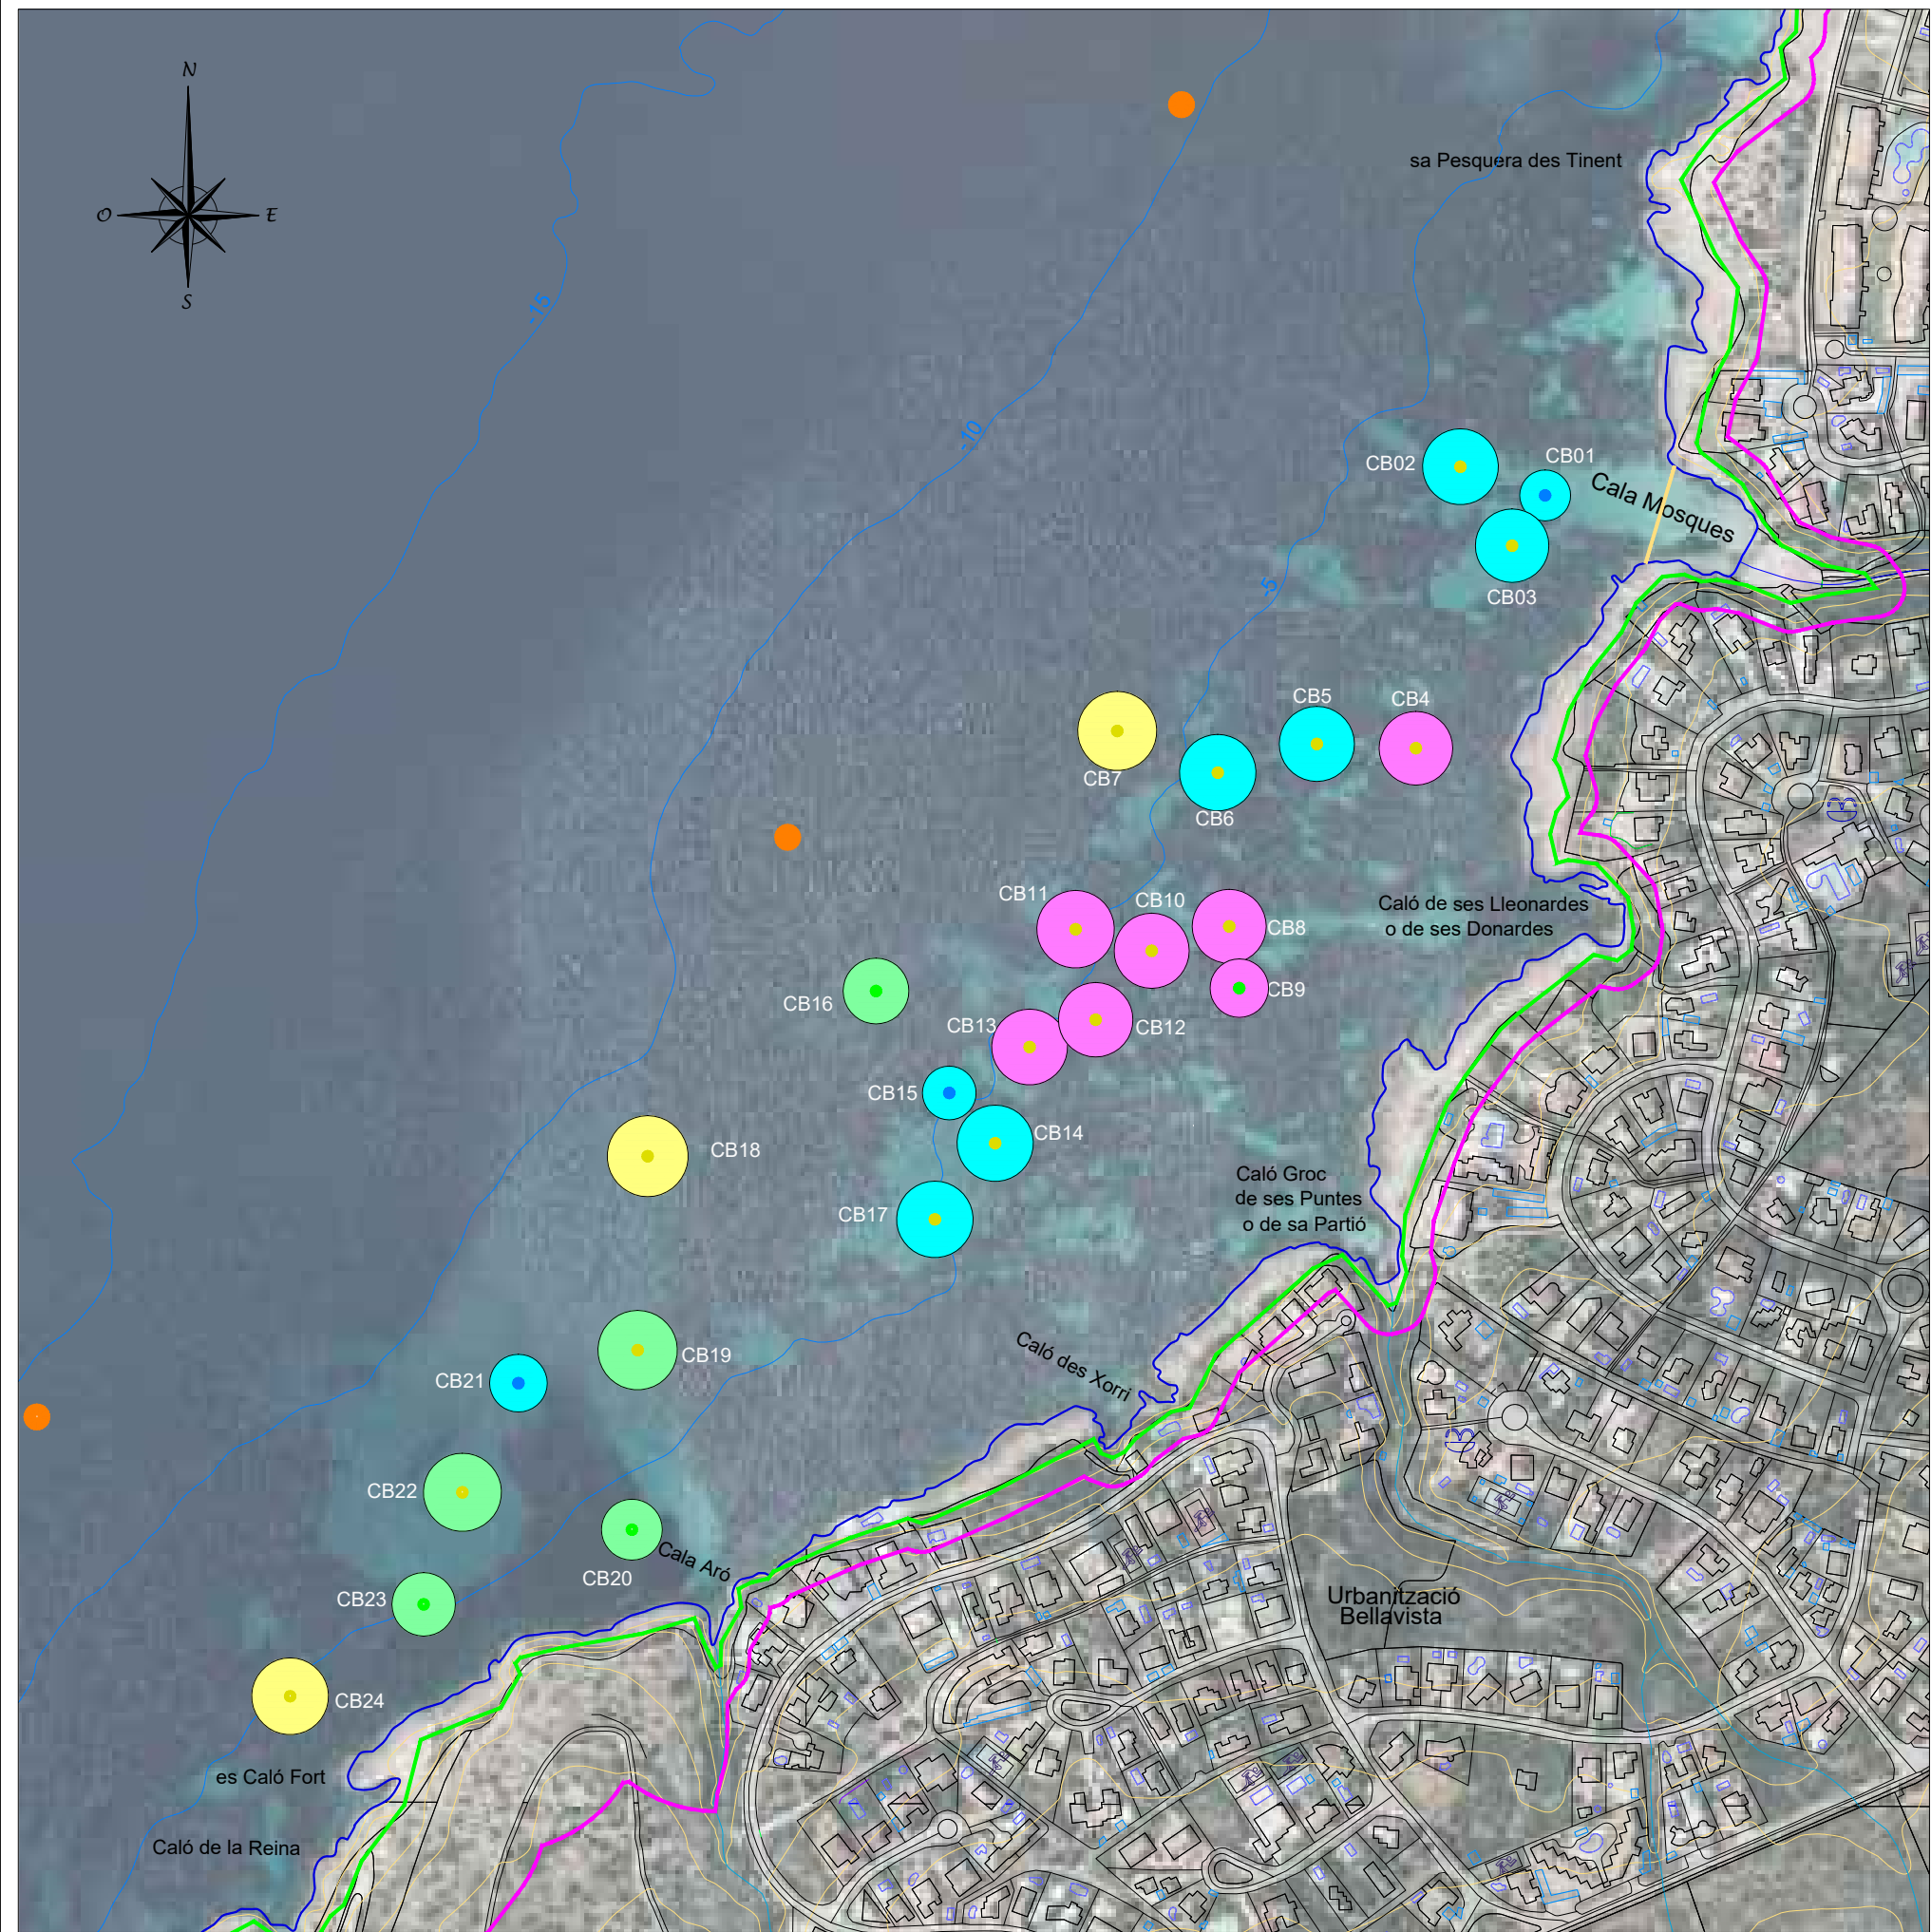 N
O
E
S
sa Pesquera des Tinent
-15
-10
-5
CB02
CB01
Cala Mosques
CB03
CB5
CB4
CB7
CB6
CB11
CB10
CB8
Caló de ses Lleonardes
o de ses Donardes
CB16
CB9
CB13
CB12
CB15
CB14
CB18
Caló Groc
de ses Puntes
o de sa Partió
CB17
CB19
Caló des Xorri
CB21
CB22
Cala Aró
CB20
CB23
Urbanització
Bellavista
CB24
es Caló Fort
Caló de la Reina